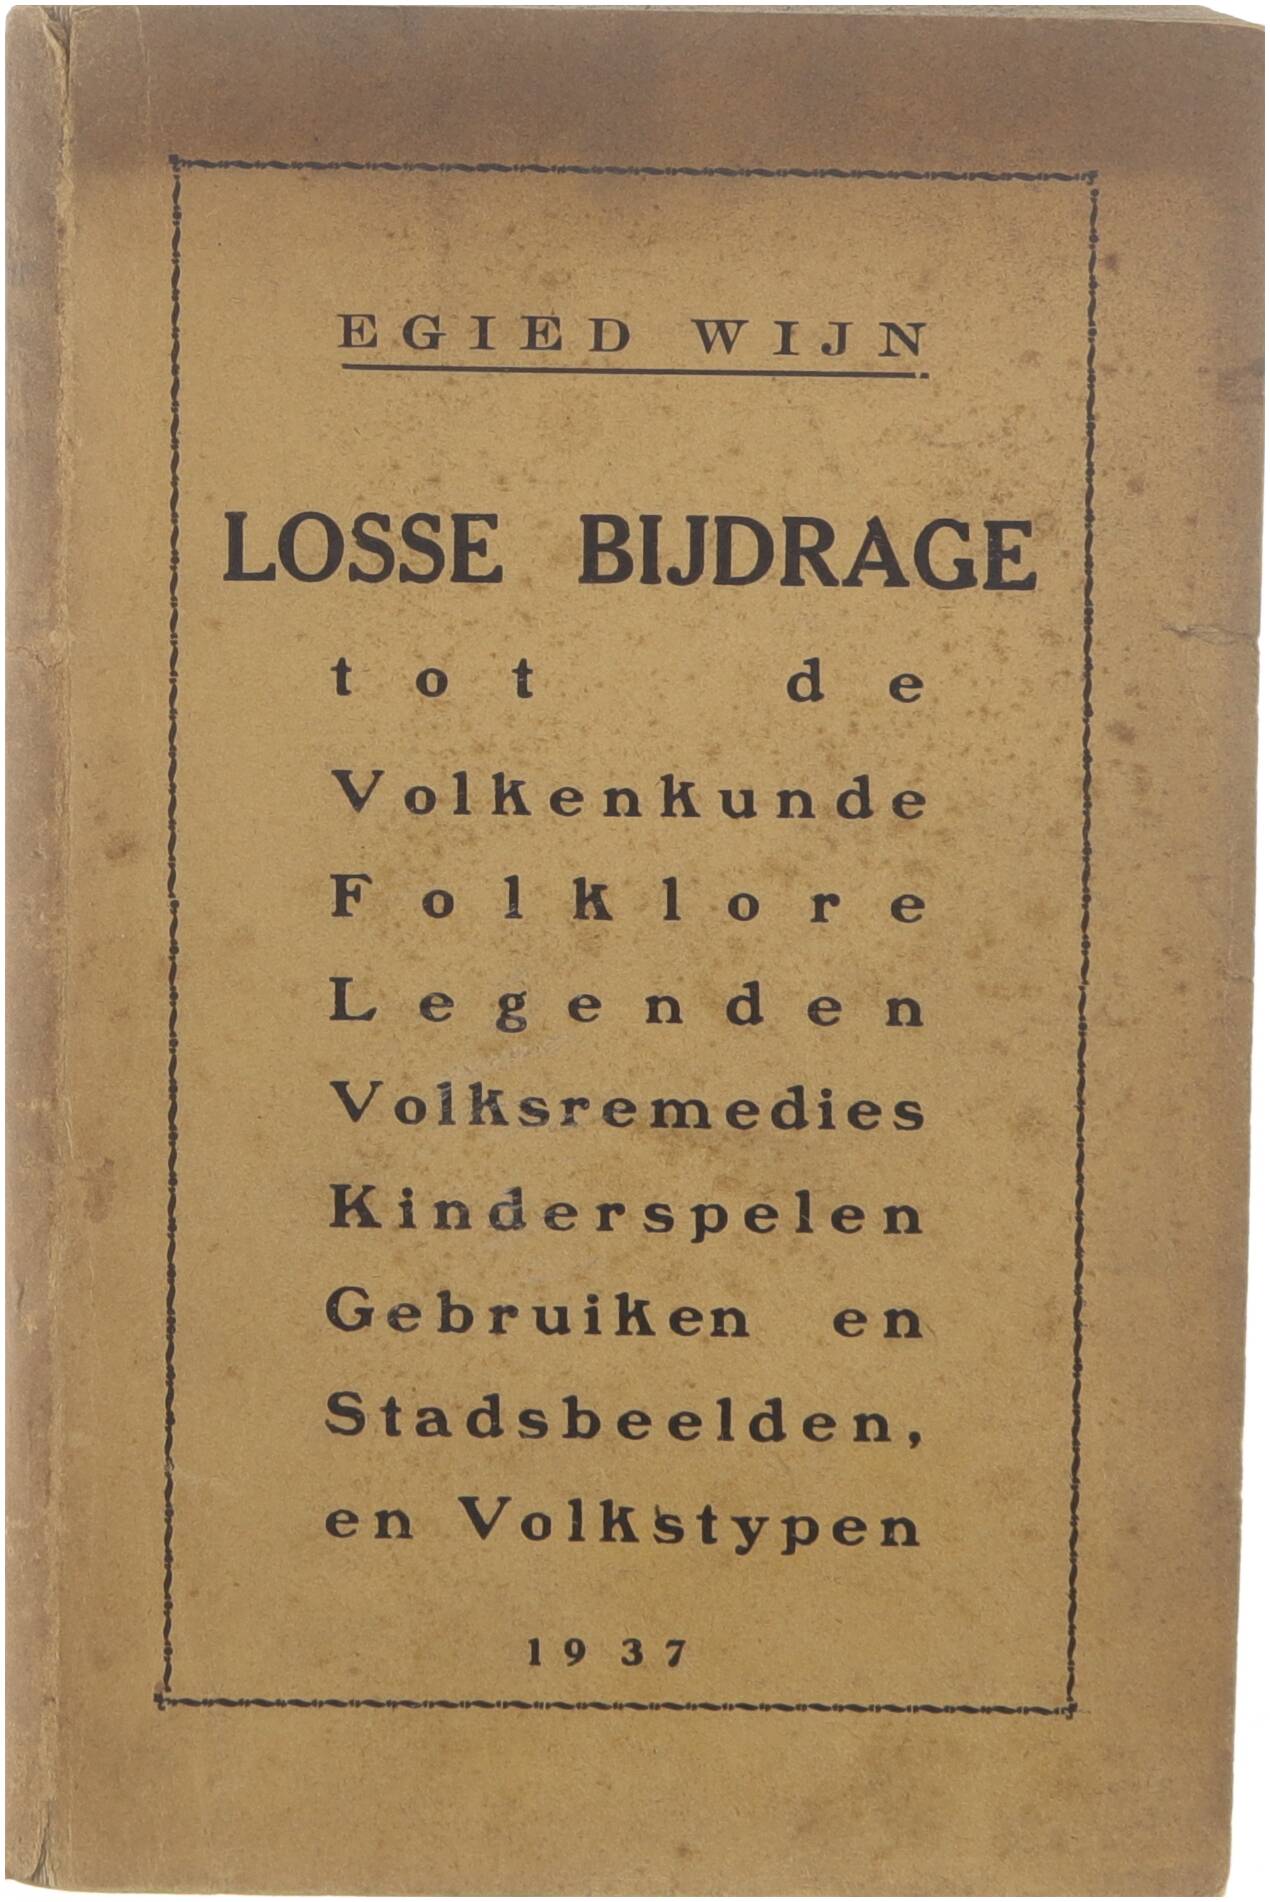 EGIED WIJN
LOSSE BIJDRAGE
tot de
Volkenkunde
Folklore
Legenden
Volksremedies
Kinderspelen
Gebruiken en
Stadsbeelden,
en Volkstypen
1937